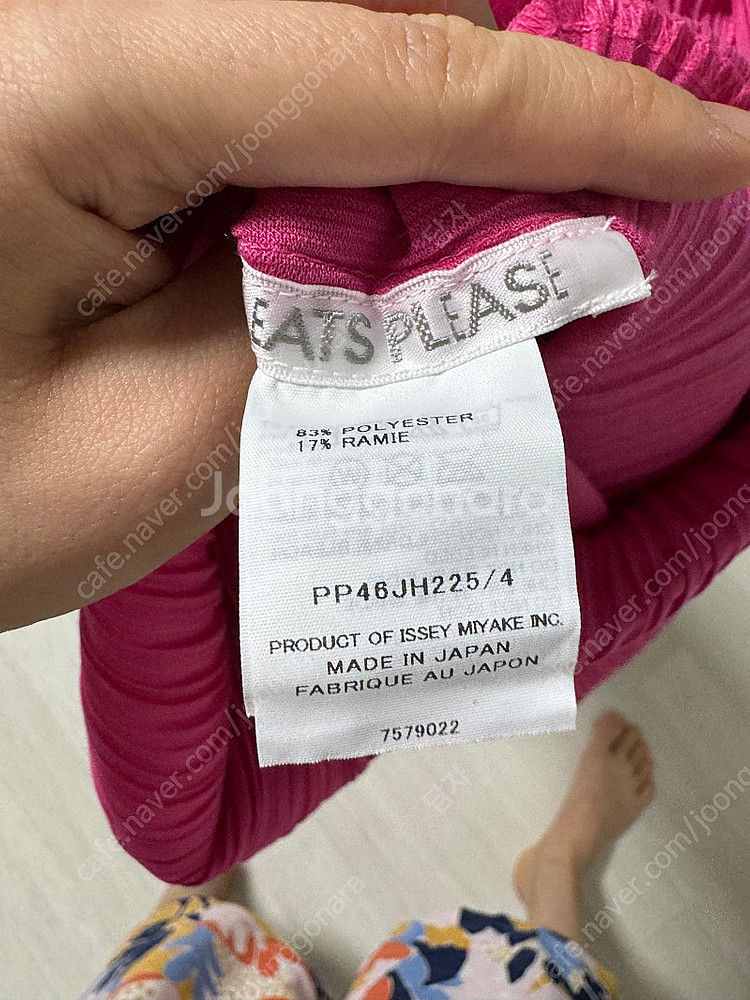 EATS PLEASE
83% POLYESTER
17% RAMIE
Joonggonara
PP46JH225/4
PRODUCT OF ISSEY MIYAKE INC.
MADE IN JAPAN
FABRIQUE AU JAPON
7579022
cafe.naver.com/joonggonara